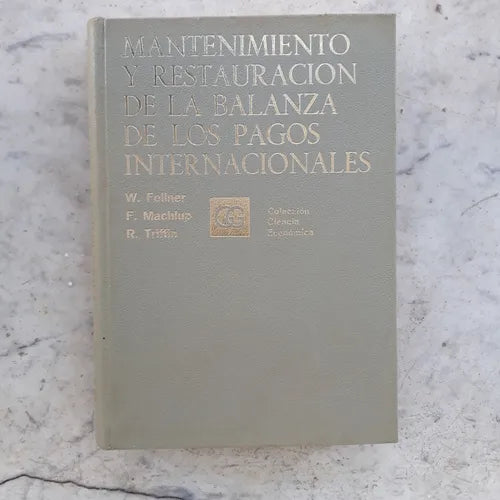 MANTENIMIENTO
Y RESTAURACION
DE LA BALANZA
DE LOS PAGOS
INTERNACIONALES
W. Fellner
F. Machlup
R. Triffin
Colección
Ciencia
Económica